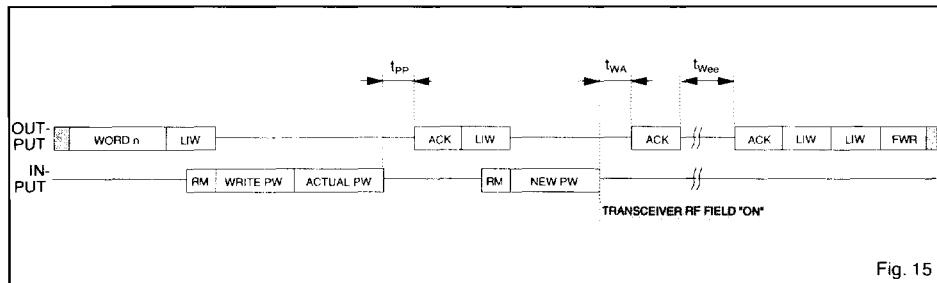 tPP
tWA
tWee
OUT-
PUT
WORD n
LIW
ACK
LIW
ACK
ACK
LIW
LIW
FWR
IN-
PUT
RM
WRITE PW
ACTUAL PW
RM
NEW PW
TRANSCEIVER RF FIELD "ON"
Fig. 15